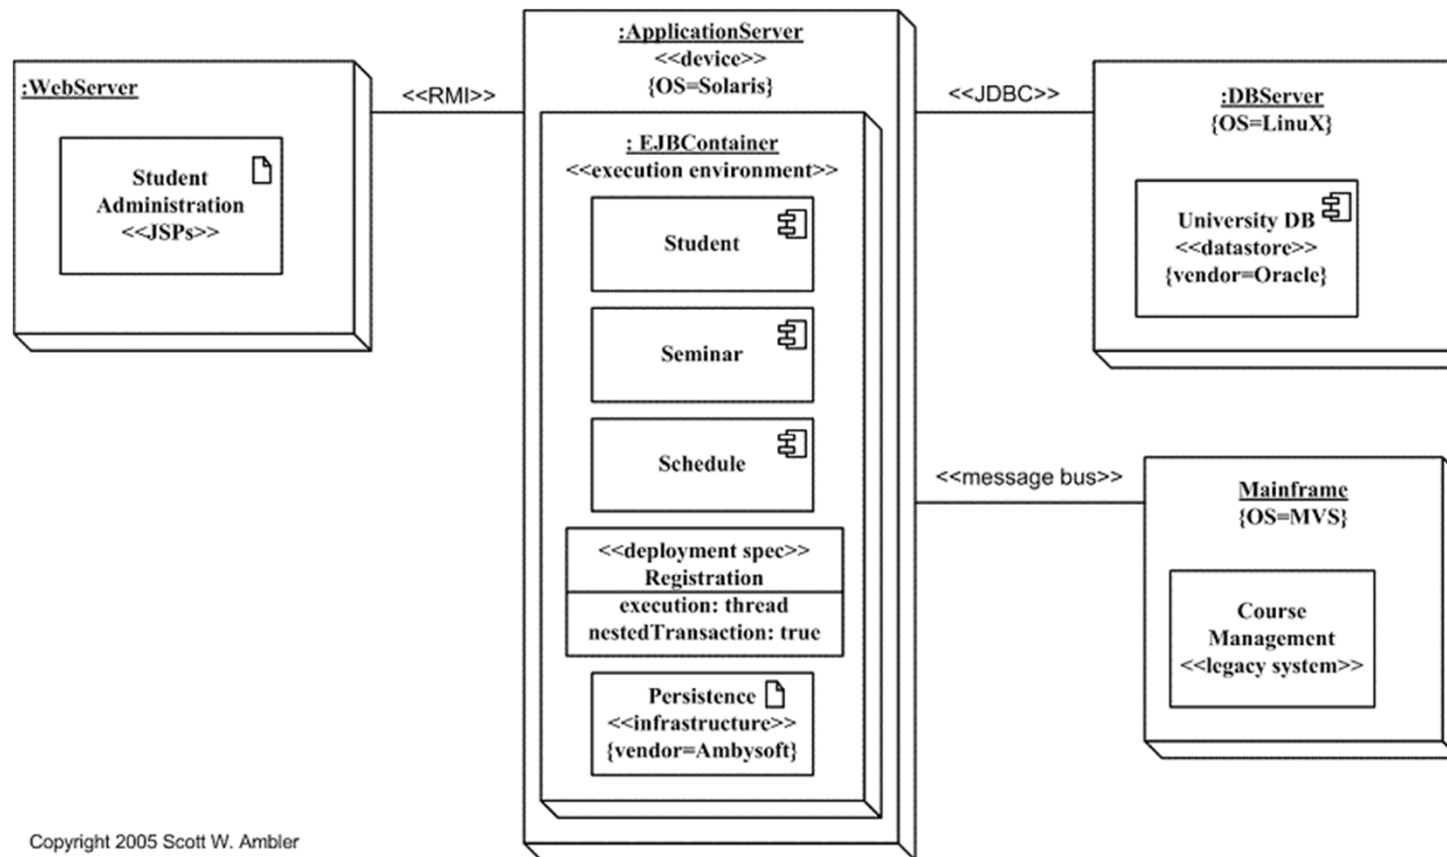 :WebServer
Student
Administration
<<JSPs>>
<<RMI>>
:ApplicationServer
<<device>>
{OS=Solaris}
: EJBContainer
<<execution environment>>
Student
Seminar
Schedule
<<deployment spec>>
Registration
execution: thread
nestedTransaction: true
Persistence
<<infrastructure>>
{vendor=Ambysoft}
<<JDBC>>
:DBServer
{OS=LinuX}
University DB
<<datastore>>
{vendor=Oracle}
<<message bus>>
Mainframe
{OS=MVS}
Course
Management
<<legacy system>>
Copyright 2005 Scott W. Ambler